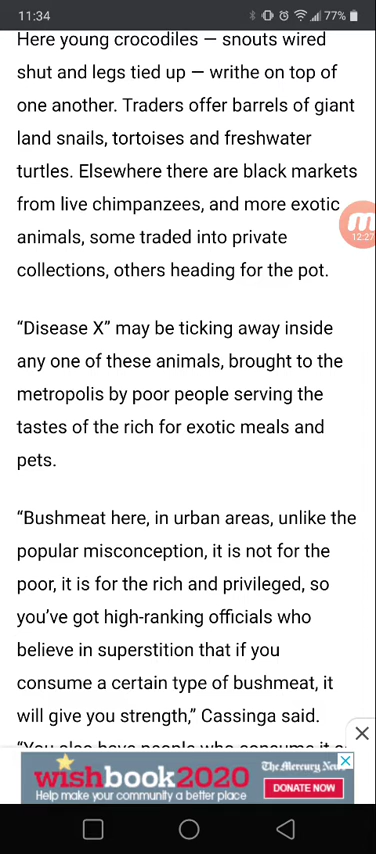 11:34
77%
Here young crocodiles — snouts wired
shut and legs tied up — writhe on top of
one another. Traders offer barrels of giant
land snails, tortoises and freshwater
turtles. Elsewhere there are black markets
from live chimpanzees, and more exotic
animals, some traded into private
collections, others heading for the pot.
12:27
“Disease X” may be ticking away inside
any one of these animals, brought to the
metropolis by poor people serving the
tastes of the rich for exotic meals and
pets.
“Bushmeat here, in urban areas, unlike the
popular misconception, it is not for the
poor, it is for the rich and privileged, so
you’ve got high-ranking officials who
believe in superstition that if you
consume a certain type of bushmeat, it
will give you strength,” Cassinga said.
“You also have people who consume it
wishbook2020
Help make your community a better place
The Mercury News
DONATE NOW